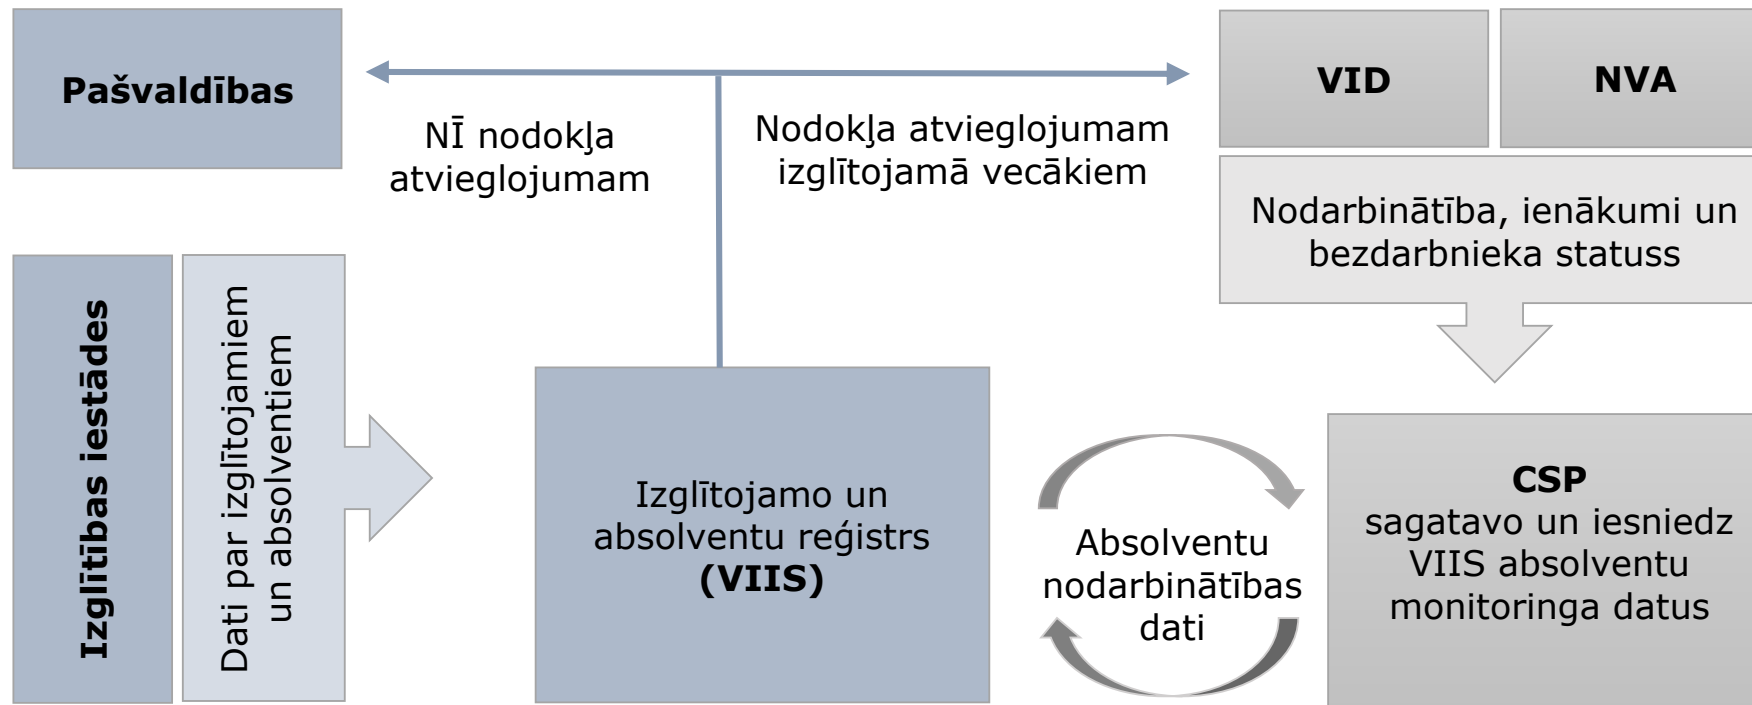 Pašvaldības
NĪ nodokļa
atvieglojumam
Nodokļa atvieglojumam
izglītojamā vecākiem
VID
NVA
Nodarbinātība, ienākumi un
bezdarbnieka statuss
Izglītības iestādes
Dati par izglītojamiem
un absolventiem
Izglītojamo un
absolventu reģistrs
(VIIS)
Absolventu
nodarbinātības
dati
CSP
sagatavo un iesniedz
VIIS absolventu
monitoringa datus